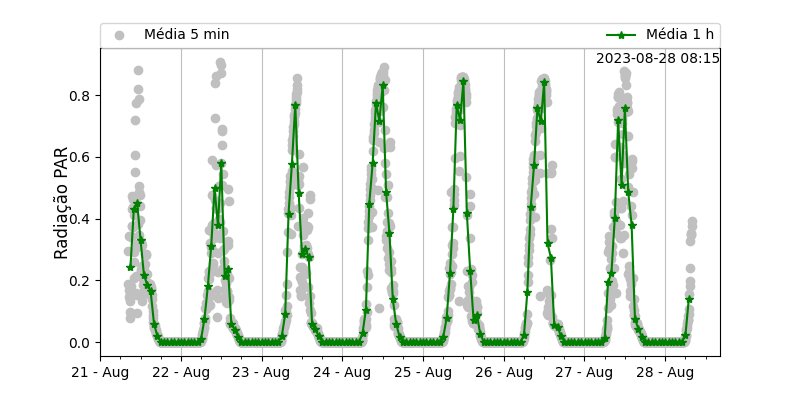 Média 5 min
Média 1 h
2023-08-28 08:15
Radiação PAR
0.8
0.6
0.4
0.2
0.0
21 - Aug
22 - Aug
23 - Aug
24 - Aug
25 - Aug
26 - Aug
27 - Aug
28 - Aug